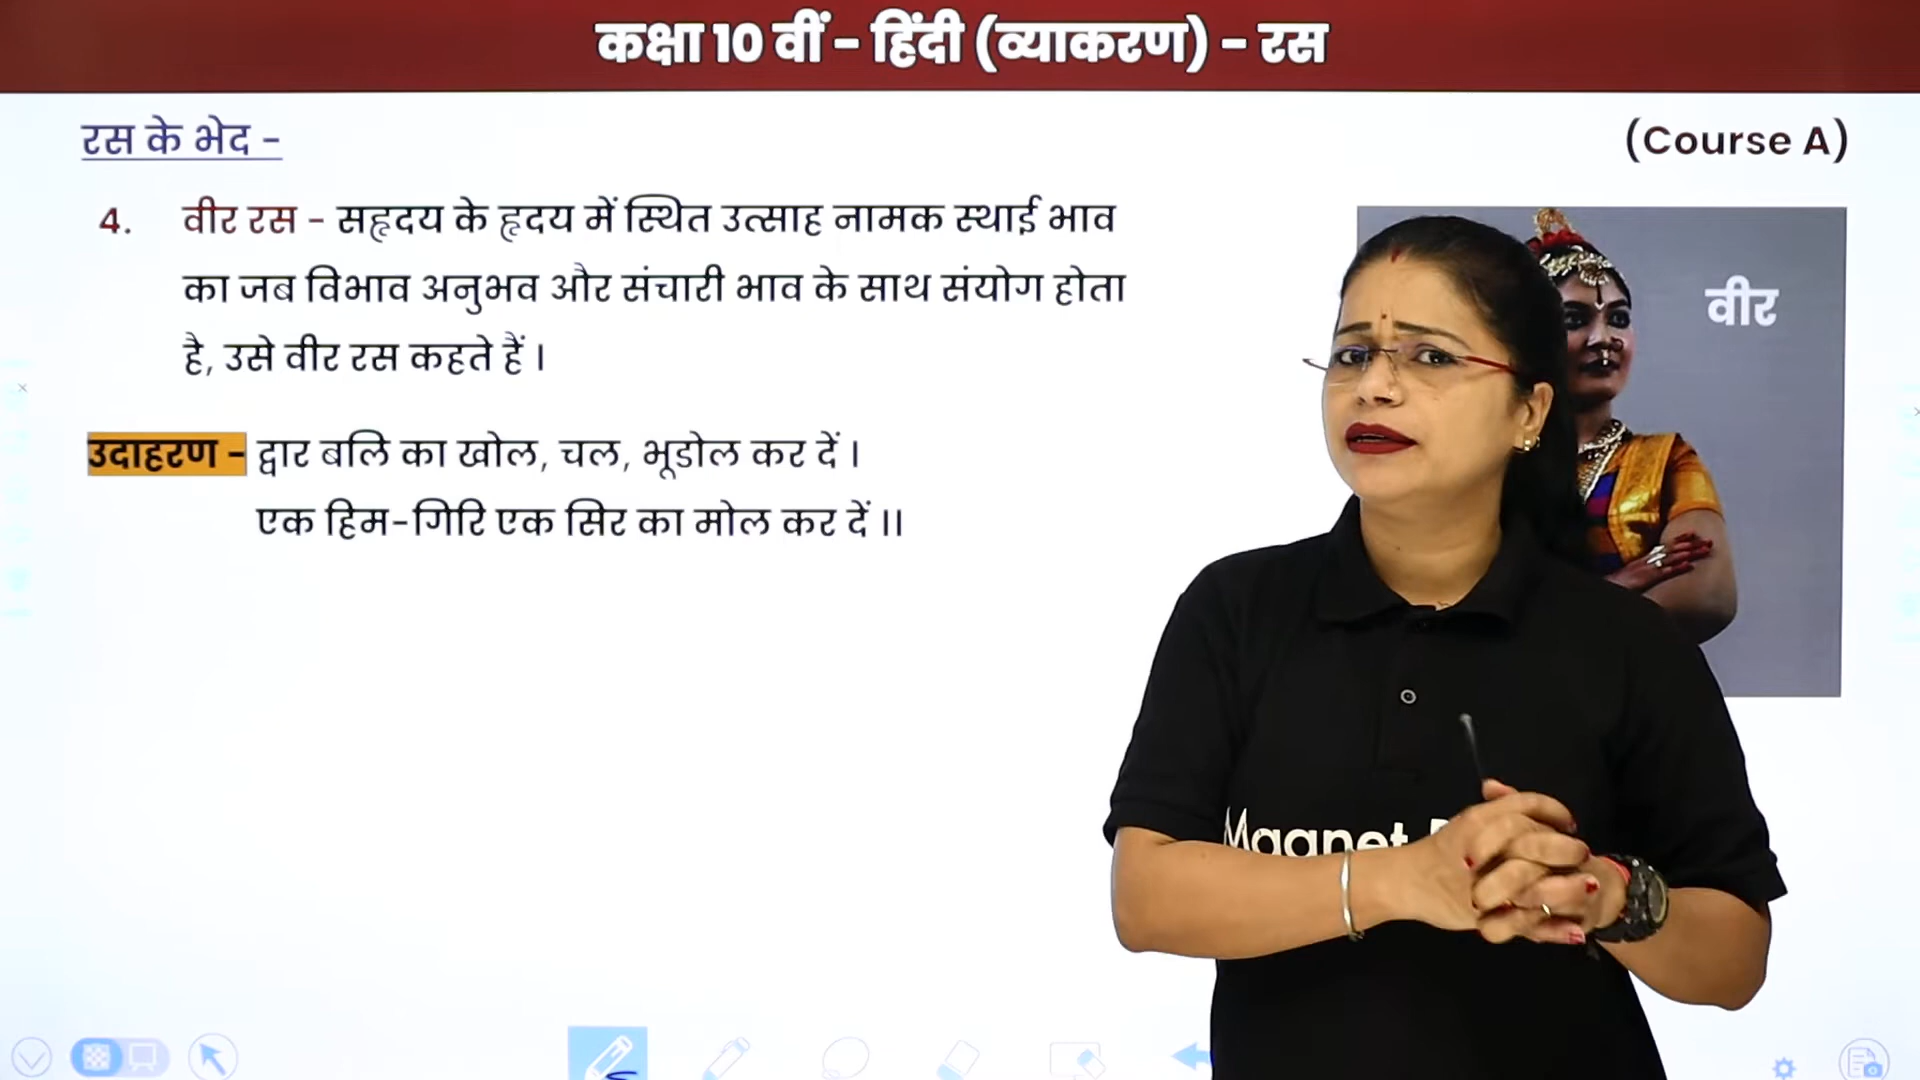 कक्षा 10 वीं - हिंदी (व्याकरण) - रस
रस के भेद -
(Course A)
4. वीर रस - सहृदय के हृदय में स्थित उत्साह नामक स्थाई भाव
का जब विभाव अनुभव और संचारी भाव के साथ संयोग होता
है, उसे वीर रस कहते हैं ।
वीर
उदाहरण - द्वार बलि का खोल, चल, भूडोल कर दें ।
एक हिम-गिरि एक सिर का मोल कर दें ।।
Magnet